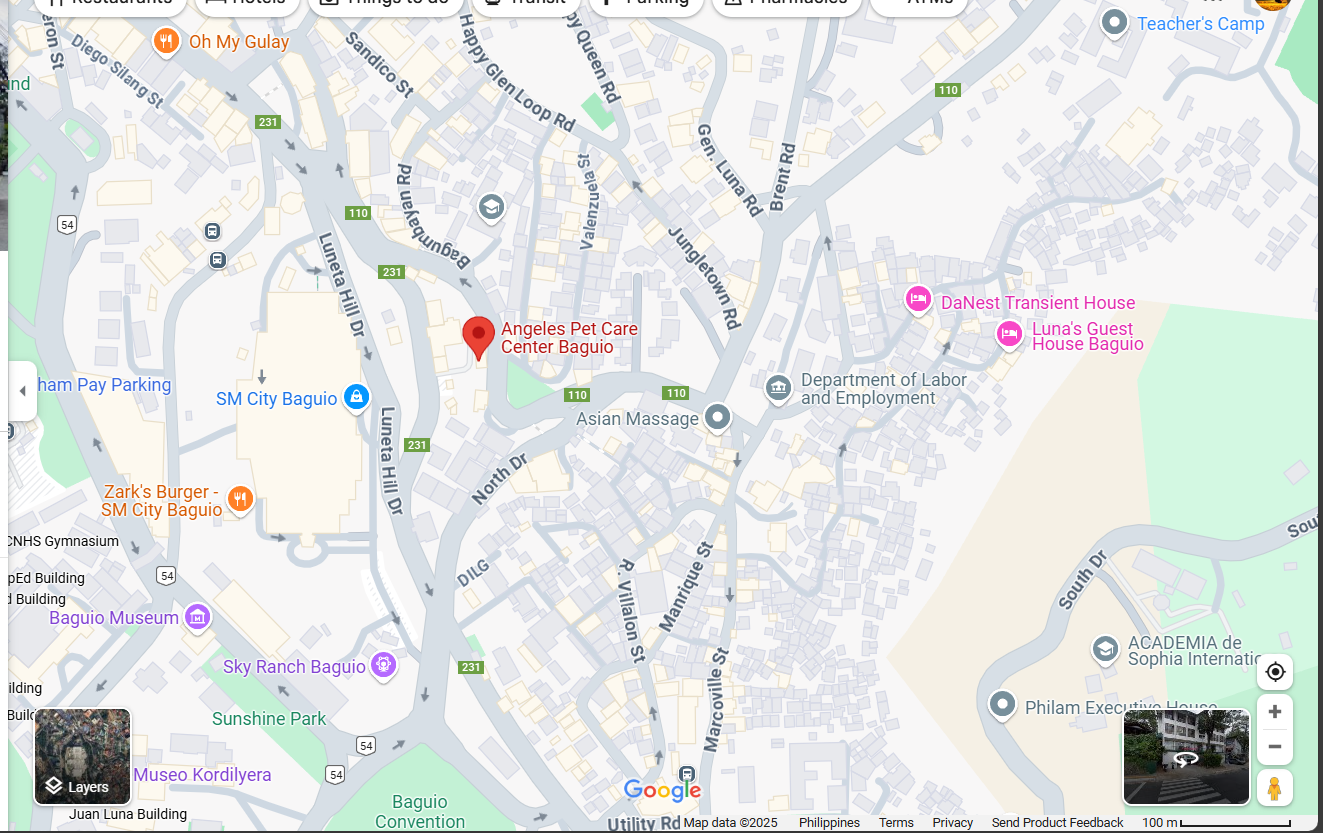 Restaurants
Hotels
Things to do
Transit
Parking
Pharmacies
ATMs
Oh My Gulay
Teacher's Camp
Diego Silang St
Sandico St
Happy Glen Loop Rd
Queen Rd
110
231
Gen. Luna Rd
Brent Rd
Bagumbayan Rd
Valenzuela St
54
110
Luneta Hill Dr
231
Jungletown Rd
DaNest Transient House
Luna's Guest
House Baguio
Angeles Pet Care
Center Baguio
ham Pay Parking
SM City Baguio
Department of Labor
and Employment
110
110
Asian Massage
Luneta Hill Dr
231
North Dr
Zark's Burger -
SM City Baguio
CNHS Gymnasium
pEd Building
d Building
54
DILG
R. Villalon St
Manrique St
South Dr
Sou
Baguio Museum
ACADEMIA de
Sophia Internatio
Sky Ranch Baguio
231
Marcoville St
ilding
Build
Sunshine Park
Philam Executive House
54
54
Museo Kordilyera
Layers
Juan Luna Building
Baguio
Convention
Google
Utility Rd
Map data ©2025
Philippines
Terms
Privacy
Send Product Feedback
100 m